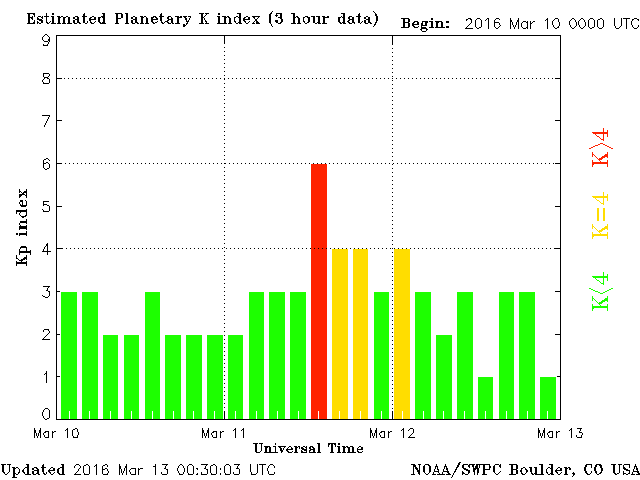 Estimated Planetary K index (3 hour data)
Begin: 2016 Mar 10 0000 UTC
9
8
7
6
5
4
3
2
1
0
Kp index
Mar 10
Mar 11
Mar 12
Mar 13
Universal Time
K<4
K=4
K>4
Updated 2016 Mar 13 00:30:03 UTC
NOAA/SWPC Boulder, CO USA